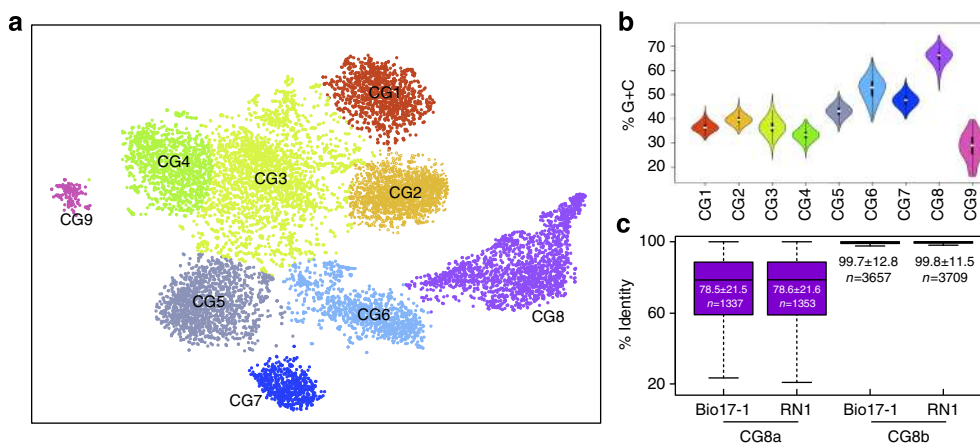 a
CG1
CG4
CG3
CG2
CG9
CG5
CG6
CG8
CG7
b
% G+C
70
60
50
40
30
20
CG1
CG2
CG3
CG4
CG5
CG6
CG7
CG8
CG9
c
% Identity
100
60
20
78.5±21.5
n=1337
78.6±21.6
n=1353
99.7±12.8
n=3657
99.8±11.5
n=3709
Bio17-1 RN1 Bio17-1 RN1
CG8a CG8b